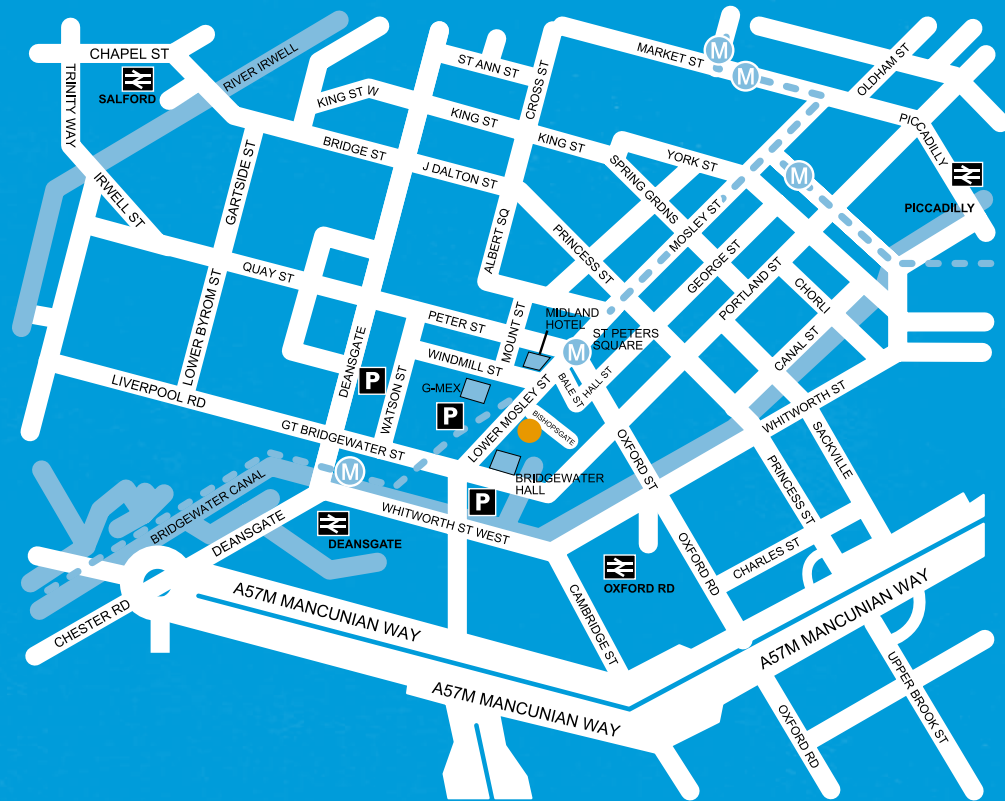 CHAPEL ST
TRINITY WAY
SALFORD
RIVER IRWELL
ST ANN ST
CROSS ST
MARKET ST
M
M
OLDHAM ST
KING ST W
KING ST
KING ST
PICCADILLY
BRIDGE ST
J DALTON ST
SPRING GRDNS
YORK ST
M
PICCADILLY
IRWELL ST
GARTSIDE ST
ALBERT SQ
PRINCESS ST
MOSLEY ST
GEORGE ST
PORTLAND ST
CHORLI
QUAY ST
LOWER BYROM ST
PETER ST
MOUNT ST
MIDLAND
HOTEL
ST PETERS
SQUARE
M
CANAL ST
DEANSGATE
WINDMILL ST
BALE ST
HALL ST
LIVERPOOL RD
P
WATSON ST
G-MEX
P
LOWER MOSLEY ST
BISHOPSGATE
WHITWORTH ST
GT BRIDGEWATER ST
OXFORD ST
SACKVILLE
PRINCESS ST
BRIDGEWATER
HALL
M
P
BRIDGEWATER CANAL
DEANSGATE
WHITWORTH ST WEST
DEANSGATE
OXFORD RD
CHARLES ST
OXFORD RD
CAMBRIDGE ST
CHESTER RD
A57M MANCUNIAN WAY
A57M MANCUNIAN WAY
A57M MANCUNIAN WAY
UPPER BROOK ST
OXFORD RD